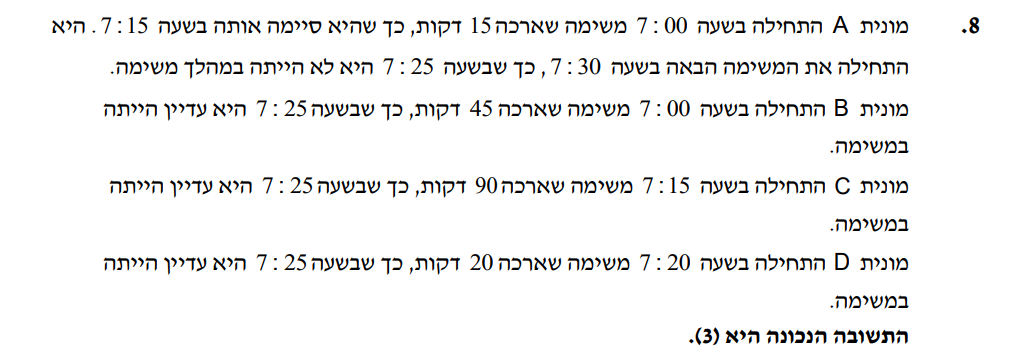 8. מונית A התחילה בשעה 7:00 משימה שארכה 15 דקות, כך שהיא סיימה אותה בשעה 7:15. היא
התחילה את המשימה הבאה בשעה 7:30, כך שבשעה 7:25 היא לא הייתה במהלך משימה.
מונית B התחילה בשעה 7:00 משימה שארכה 45 דקות, כך שבשעה 7:25 היא עדיין הייתה
במשימה.
מונית C התחילה בשעה 7:15 משימה שארכה 90 דקות, כך שבשעה 7:25 היא עדיין הייתה
במשימה.
מונית D התחילה בשעה 7:20 משימה שארכה 20 דקות, כך שבשעה 7:25 היא עדיין הייתה
במשימה.
התשובה הנכונה היא (3).